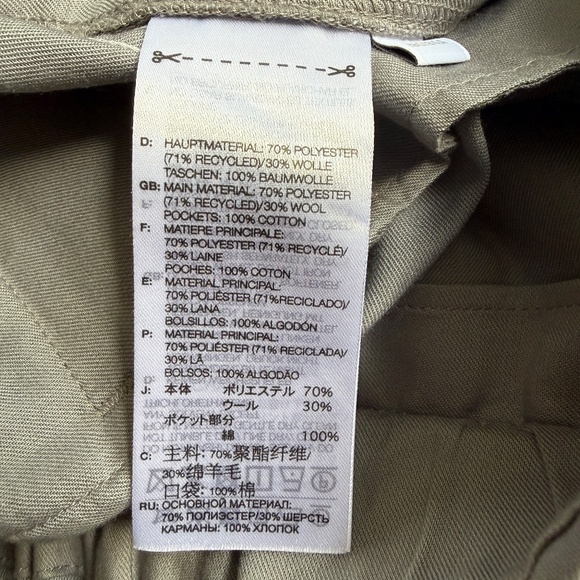 D: HAUPTMATERIAL: 70% POLYESTER
(71% RECYCLED)/30% WOLLE
TASCHEN: 100% BAUMWOLLE
GB: MAIN MATERIAL: 70% POLYESTER
(71% RECYCLED)/30% WOOL
POCKETS: 100% COTTON
F: MATIERE PRINCIPALE:
70% POLYESTER (71% RECYCLÉ)/
30% LAINE
POCHES: 100% COTON
E: MATERIAL PRINCIPAL:
70% POLIÉSTER (71%RECICLADO)/
30% LANA
BOLSILLOS: 100% ALGODÓN
P: MATERIAL PRINCIPAL:
70% POLIÉSTER (71% RECICLADA)/
30% LÃ
BOLSOS: 100% ALGODÃO
J: 本体 ポリエステル 70%
ウール 30%
ポケット部分
綿 100%
C: 主料: 70%聚酯纤维/
30%绵羊毛
口袋: 100%棉
RU: ОСНОВНОЙ МАТЕРИАЛ:
70% ПОЛИЭСТЕР/30% ШЕРСТЬ
КАРМАНЫ: 100% ХЛОПОК